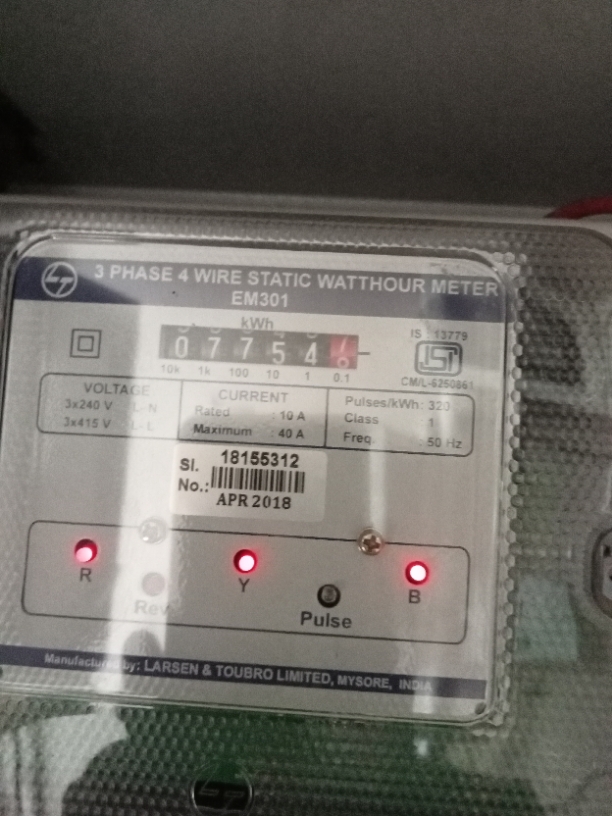 3 PHASE 4 WIRE STATIC WATTHOUR METER
EM301
kWh
0 7 7 5 4
10k 1k 100 10 1 0.1
IS 13779
ISI
CM/L-6250861
VOLTAGE
3x240 V L- N
3x415 V L- L
CURRENT
Rated : 10 A
Maximum : 40 A
Pulses/kWh: 320
Class : 1
Freq. : 50 Hz
Sl. No.: 18155312
APR 2018
R
Y
B
Rev
Pulse
Manufactured by: LARSEN & TOUBRO LIMITED, MYSORE, INDIA